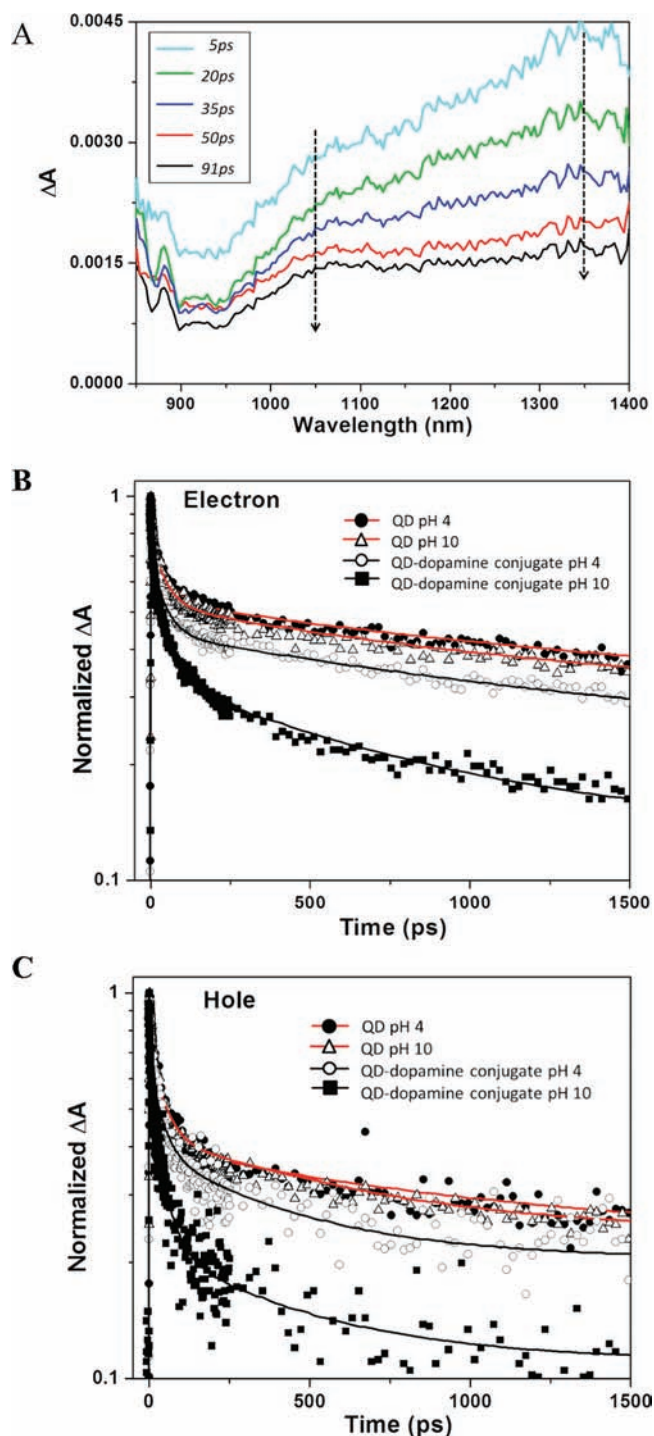 A
0.0045
0.0030
0.0015
0.0000
ΔA
5ps
20ps
35ps
50ps
91ps
900 1000 1100 1200 1300 1400
Wavelength (nm)
B
Electron
QD pH 4
QD pH 10
QD-dopamine conjugate pH 4
QD-dopamine conjugate pH 10
1
0.1
Normalized ΔA
0 500 1000 1500
Time (ps)
C
Hole
QD pH 4
QD pH 10
QD-dopamine conjugate pH 4
QD-dopamine conjugate pH 10
1
0.1
Normalized ΔA
0 500 1000 1500
Time (ps)